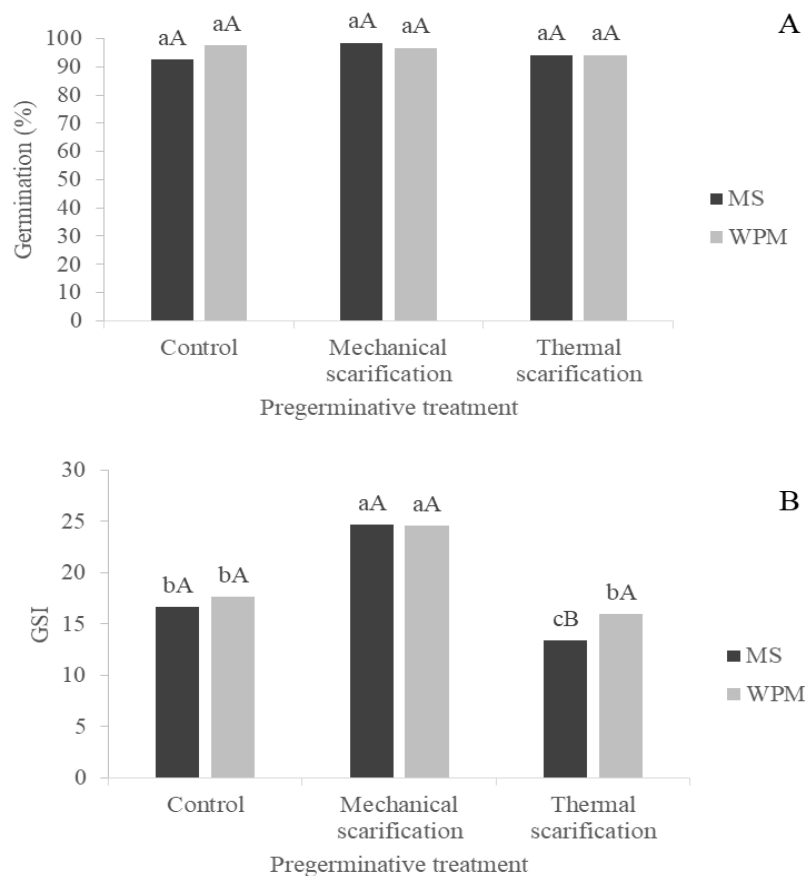 A
aA aA aA aA aA aA
100
90
80
70
60
50
40
30
20
10
0
Germination (%)
MS
WPM
Control Mechanical scarification Thermal scarification
Pregerminative treatment
B
30
25
20
15
10
5
0
GSI
bA bA aA aA cB bA
MS
WPM
Control Mechanical scarification Thermal scarification
Pregerminative treatment